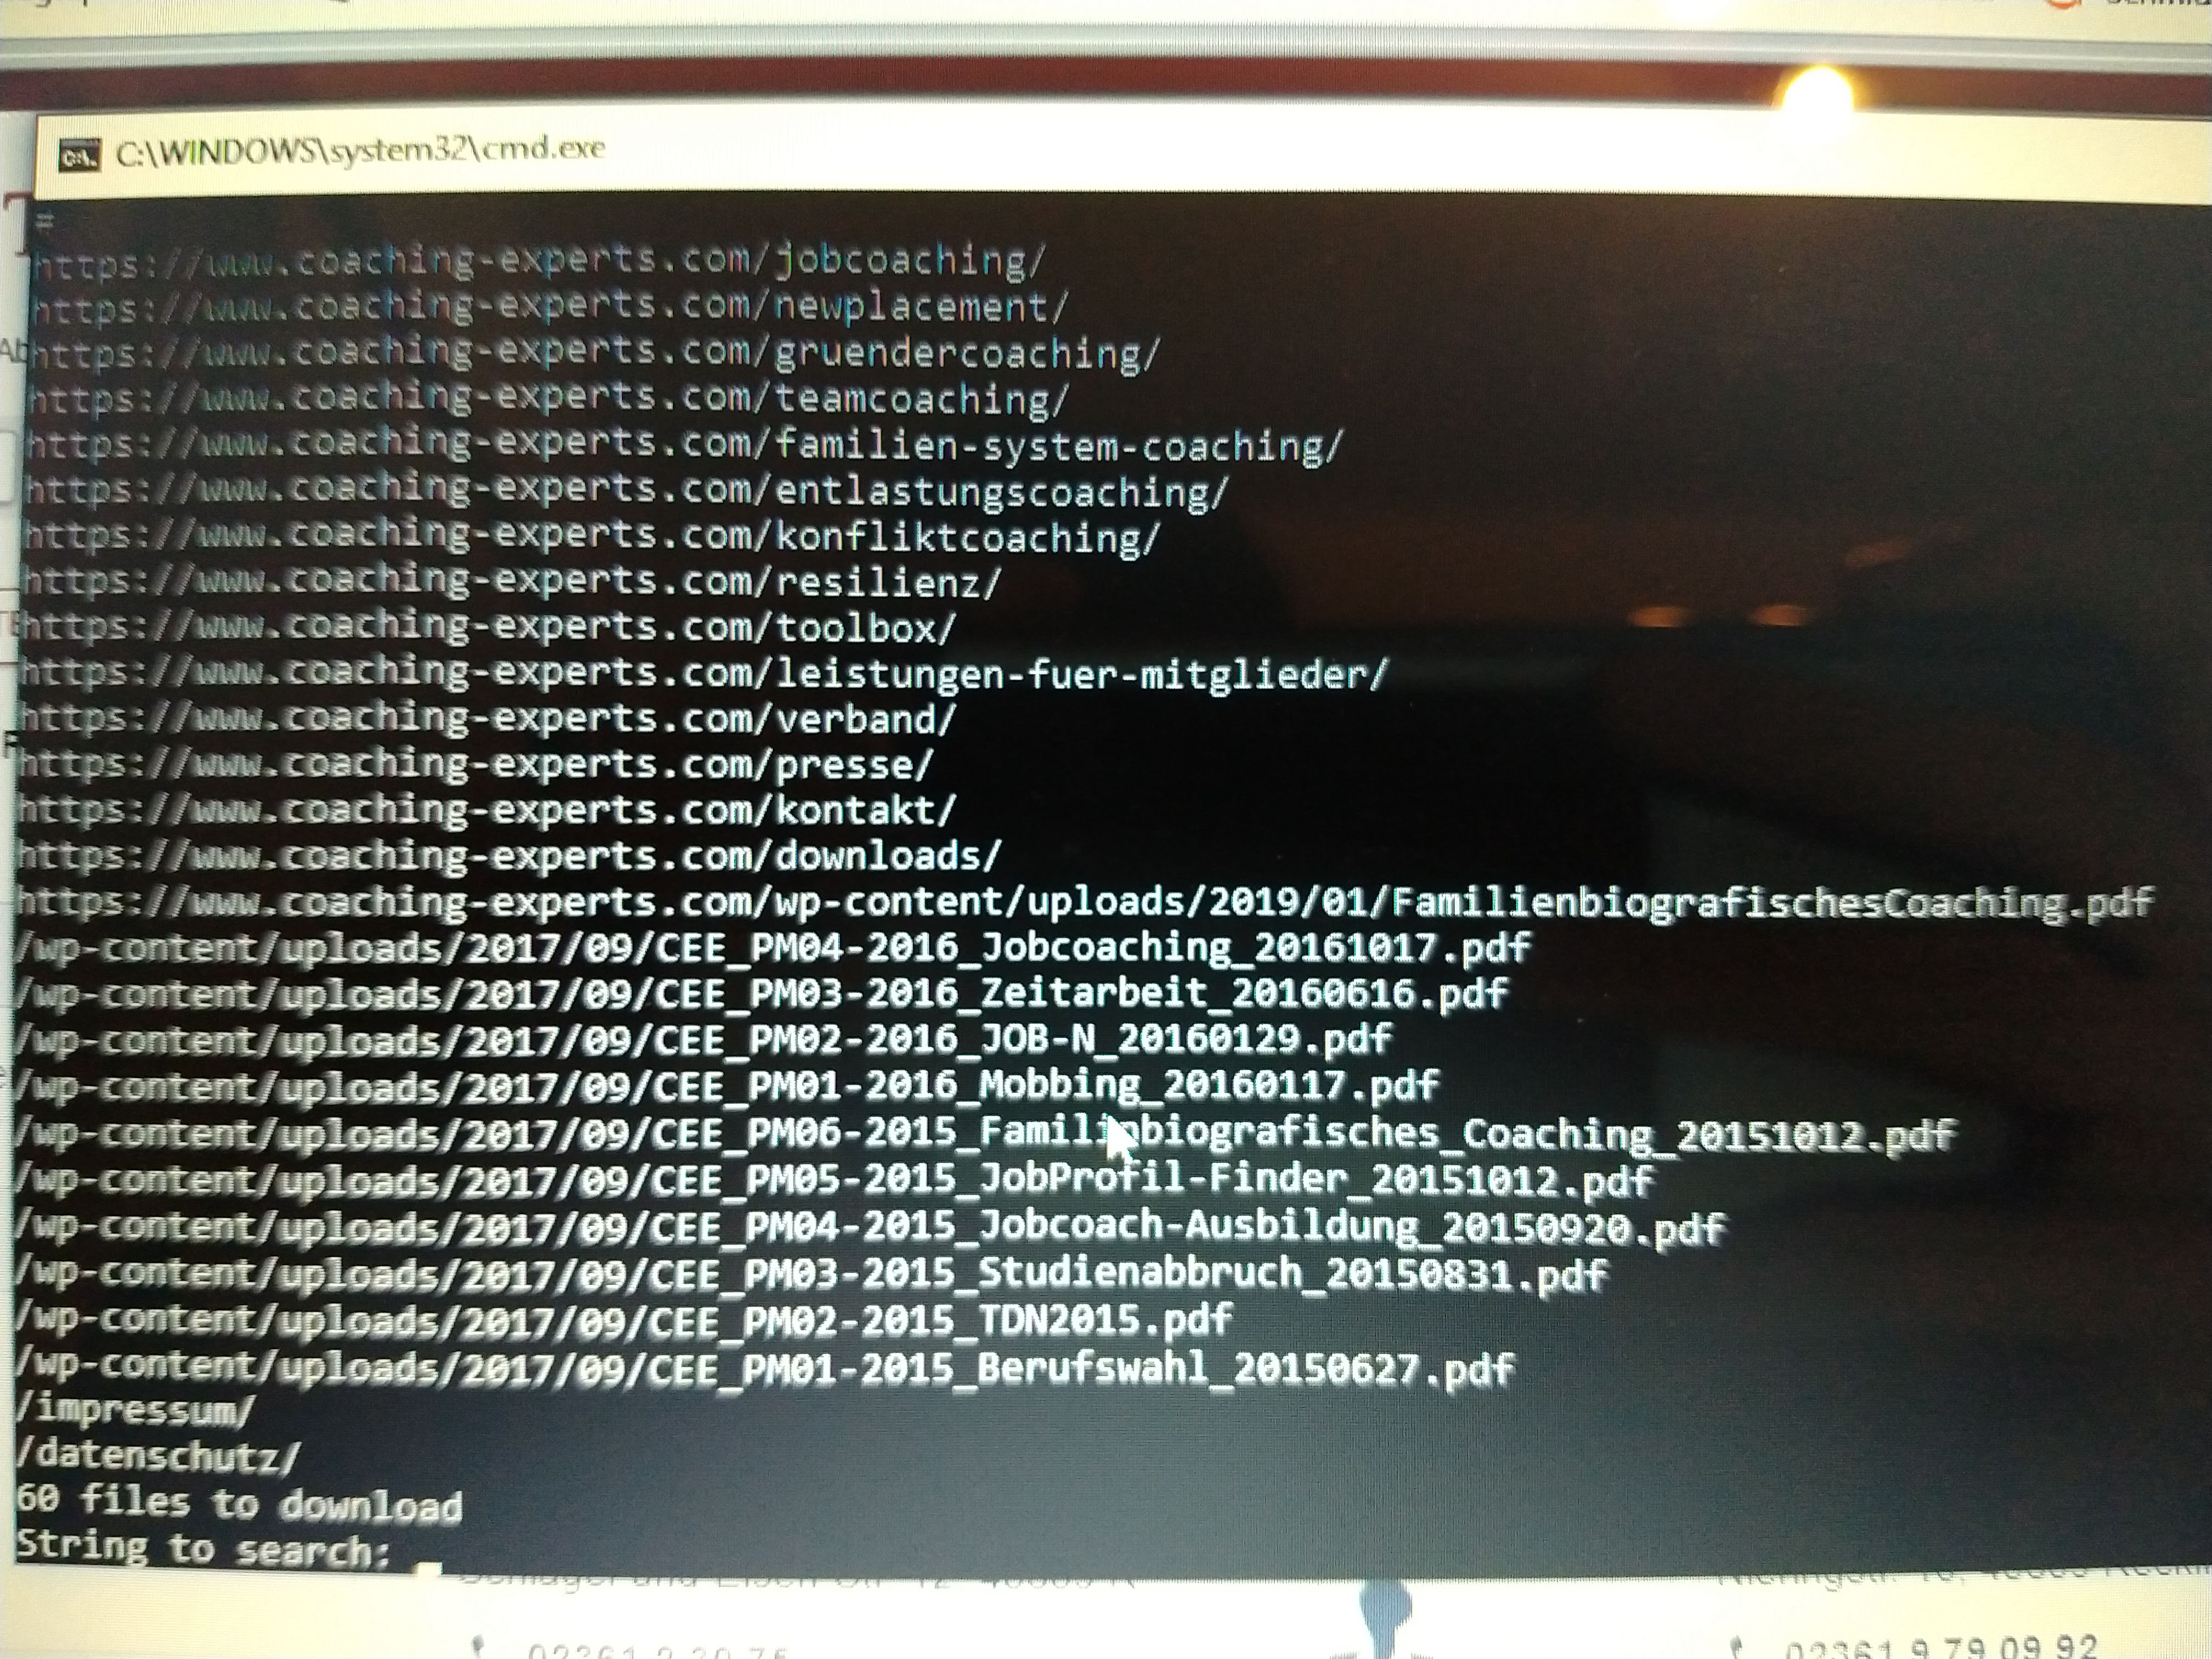 C:\WINDOWS\system32\cmd.exe
#
https://www.coaching-experts.com/jobcoaching/
https://www.coaching-experts.com/newplacement/
https://www.coaching-experts.com/gruendercoaching/
https://www.coaching-experts.com/teamcoaching/
https://www.coaching-experts.com/familien-system-coaching/
https://www.coaching-experts.com/entlastungscoaching/
https://www.coaching-experts.com/konfliktcoaching/
https://www.coaching-experts.com/resilienz/
https://www.coaching-experts.com/toolbox/
https://www.coaching-experts.com/leistungen-fuer-mitglieder/
https://www.coaching-experts.com/verband/
https://www.coaching-experts.com/presse/
https://www.coaching-experts.com/kontakt/
https://www.coaching-experts.com/downloads/
https://www.coaching-experts.com/wp-content/uploads/2019/01/FamilienbiografischesCoaching.pdf
/wp-content/uploads/2017/09/CEE_PM04-2016_Jobcoaching_20161017.pdf
/wp-content/uploads/2017/09/CEE_PM03-2016_Zeitarbeit_20160616.pdf
/wp-content/uploads/2017/09/CEE_PM02-2016_JOB-N_20160129.pdf
/wp-content/uploads/2017/09/CEE_PM01-2016_Mobbing_20160117.pdf
/wp-content/uploads/2017/09/CEE_PM06-2015_Familinbiografisches_Coaching_20151012.pdf
/wp-content/uploads/2017/09/CEE_PM05-2015_JobProfil-Finder_20151012.pdf
/wp-content/uploads/2017/09/CEE_PM04-2015_Jobcoach-Ausbildung_20150920.pdf
/wp-content/uploads/2017/09/CEE_PM03-2015_Studienabbruch_20150831.pdf
/wp-content/uploads/2017/09/CEE_PM02-2015_TDN2015.pdf
/wp-content/uploads/2017/09/CEE_PM01-2015_Berufswahl_20150627.pdf
/impressum/
/datenschutz/
60 files to download
String to search:
02361 9 79 09 92